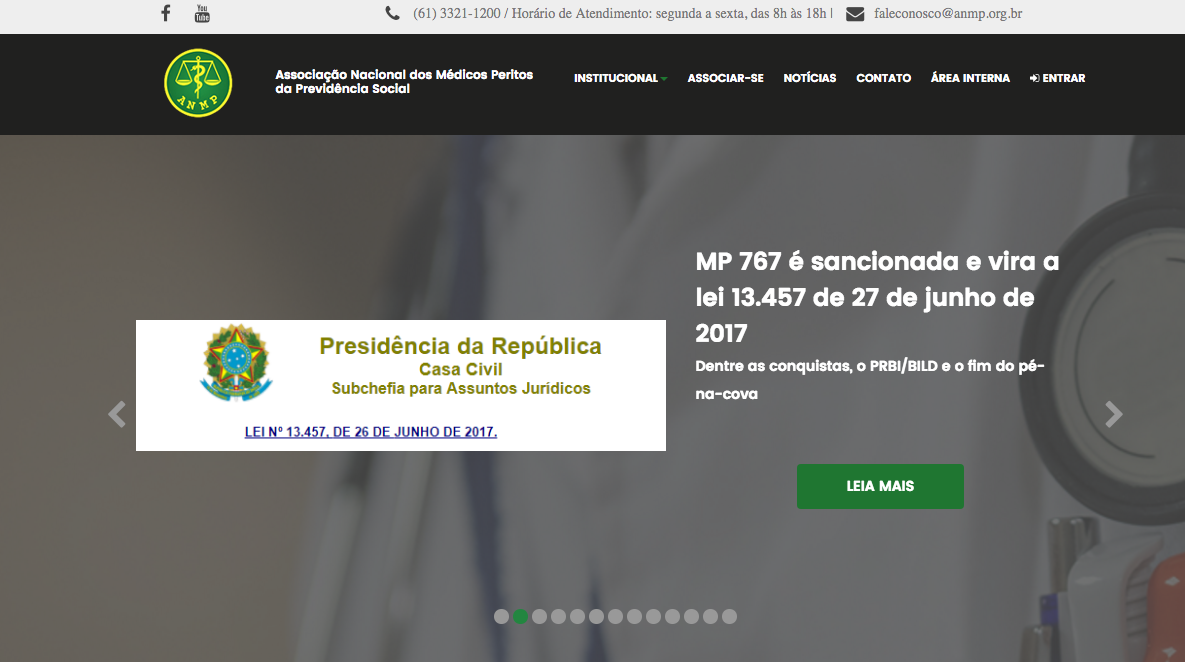 You
Tube
(61) 3321-1200 / Horário de Atendimento: segunda a sexta, das 8h às 18h |
faleconosco@anmp.org.br
ANMP
Associação Nacional dos Médicos Peritos
da Previdência Social
INSTITUCIONAL
ASSOCIAR-SE
NOTÍCIAS
CONTATO
ÁREA INTERNA
ENTRAR
Presidência da República
Casa Civil
Subchefia para Assuntos Jurídicos
LEI Nº 13.457, DE 26 DE JUNHO DE 2017.
MP 767 é sancionada e vira a
lei 13.457 de 27 de junho de
2017
Dentre as conquistas, o PRBI/BILD e o fim do pé-
na-cova
LEIA MAIS